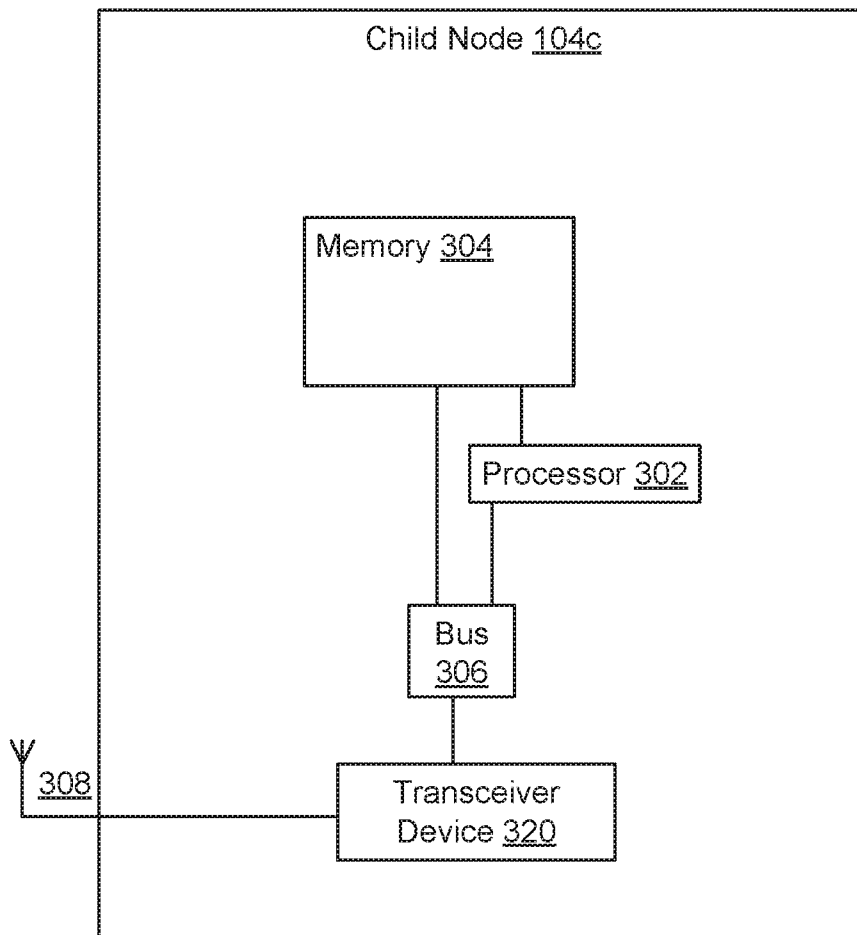 Child Node 104c
Memory 304
Processor 302
Bus
306
308
Transceiver
Device 320